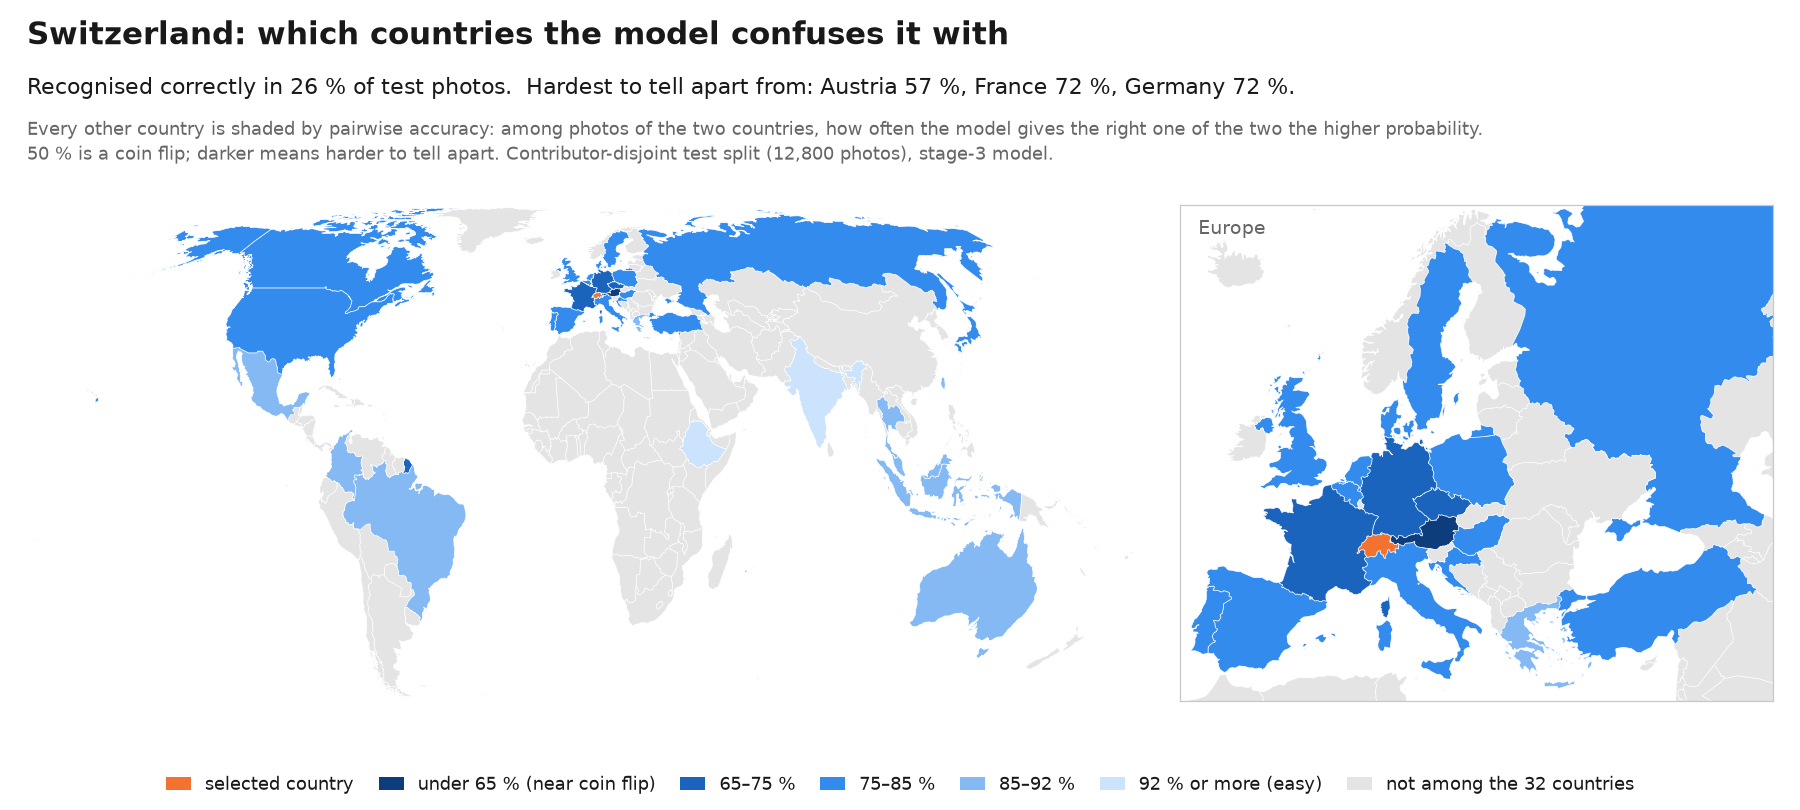 Switzerland: which countries the model confuses it with
Recognised correctly in 26 % of test photos.  Hardest to tell apart from: Austria 57 %, France 72 %, Germany 72 %.
Every other country is shaded by pairwise accuracy: among photos of the two countries, how often the model gives the right one of the two the higher probability.
50 % is a coin flip; darker means harder to tell apart. Contributor-disjoint test split (12,800 photos), stage-3 model.
Europe
selected country
under 65 % (near coin flip)
65–75 %
75–85 %
85–92 %
92 % or more (easy)
not among the 32 countries